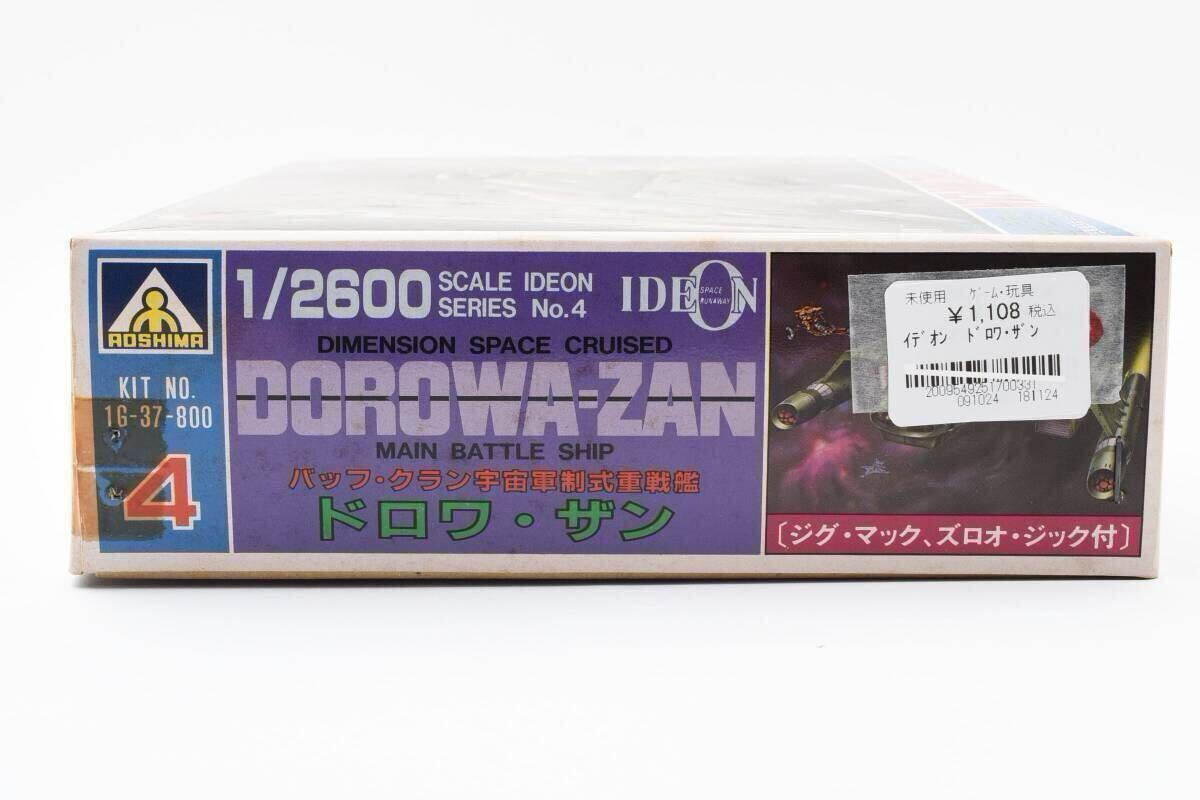 AOSHIMA
KIT NO.
1G-37-800
4
1/2600 SCALE IDEON
SERIES No.4
SPACE
RUNAWAY
IDEON
DIMENSION SPACE CRUISED
DOROWA-ZAN
MAIN BATTLE SHIP
バッフ・クラン宇宙軍制式重戦艦
ドロワ・ザン
未使用 ゲーム・玩具
¥1,108 税込
イデオン ドロワ・ザン
2009549251700331
091024 181124
〔ジグ・マック、ズロオ・ジック付〕